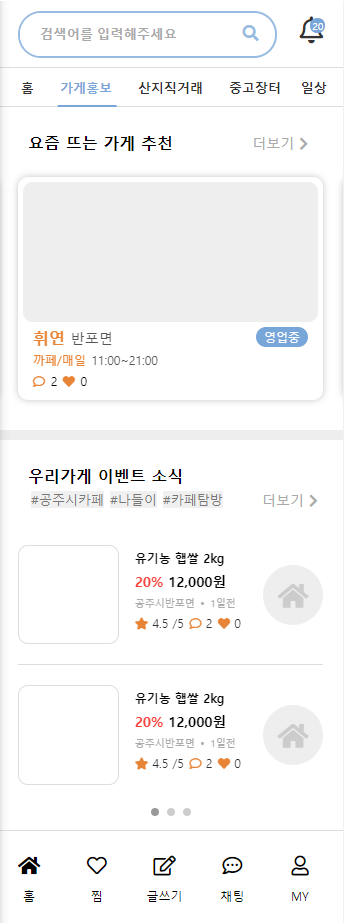 검색어를 입력해주세요
20
홈 가게홍보 산지직거래 중고장터 일상
요즘 뜨는 가게 추천 더보기
휘연 반포면 영업중
까페/매일 11:00~21:00
2 0
우리가게 이벤트 소식
#공주시카페 #나들이 #카페탐방 더보기
유기농 햅쌀 2kg
20% 12,000원
공주시반포면 • 1일전
4.5 /5 2 0
유기농 햅쌀 2kg
20% 12,000원
공주시반포면 • 1일전
4.5 /5 2 0
홈 찜 글쓰기 채팅 MY